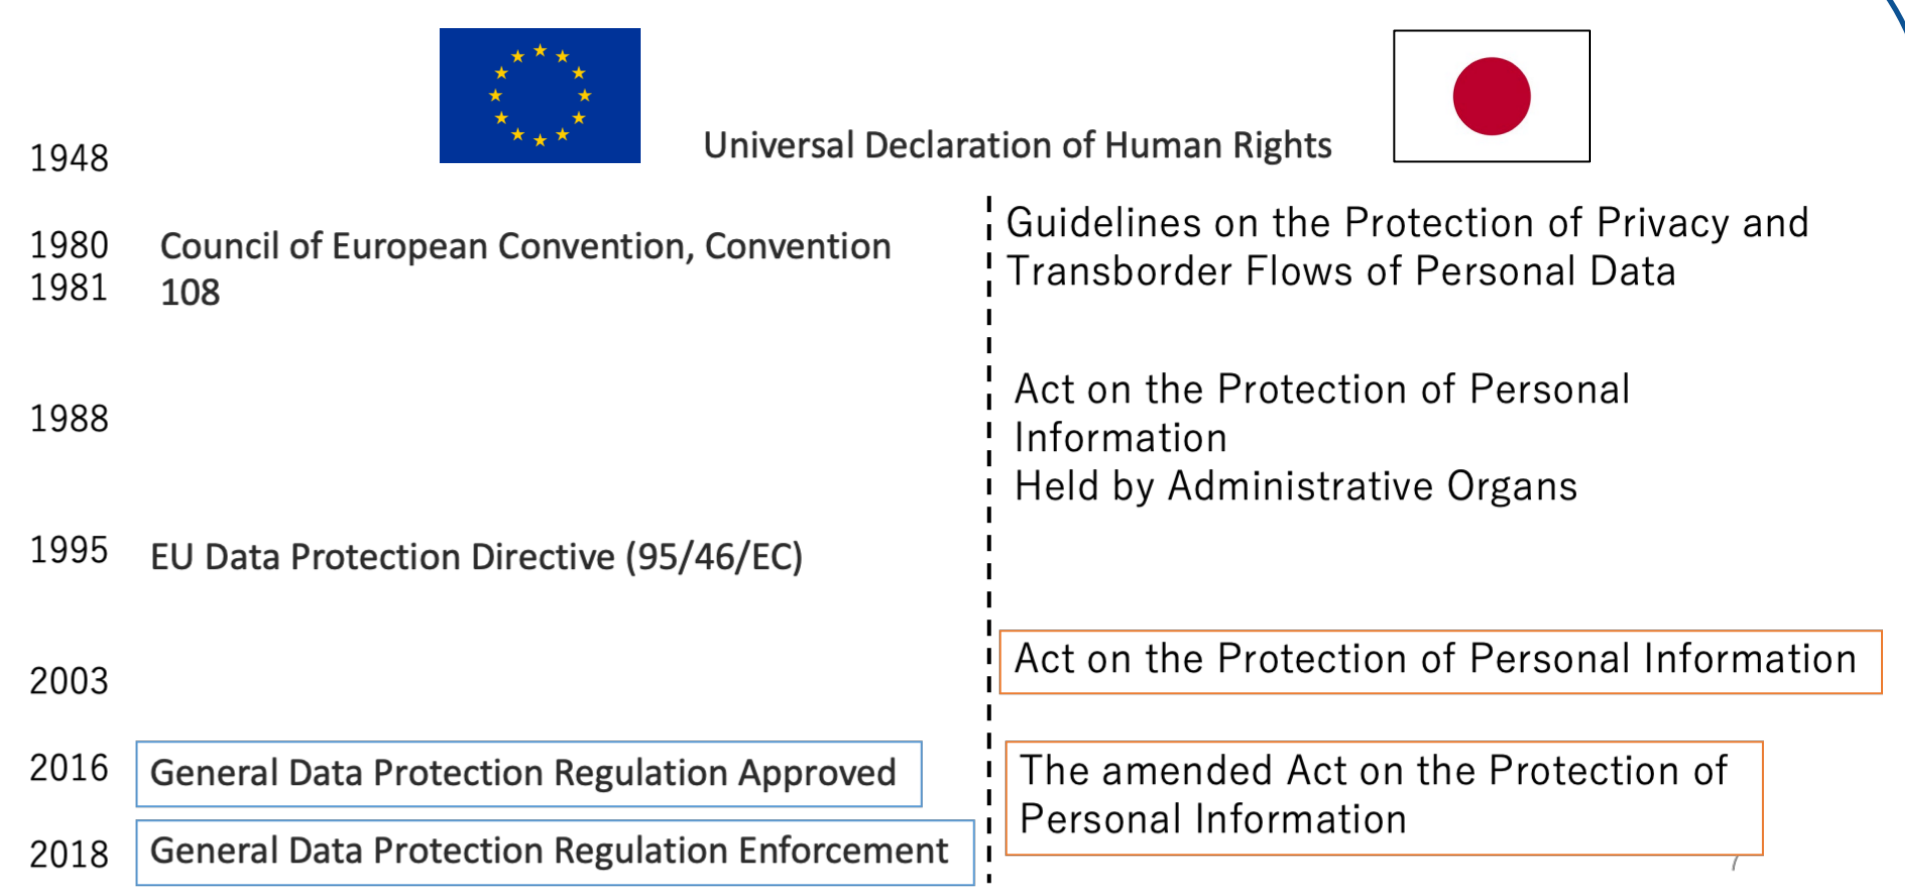 1948
Universal Declaration of Human Rights
1980
1981
Council of European Convention, Convention
108
Guidelines on the Protection of Privacy and
Transborder Flows of Personal Data
1988
Act on the Protection of Personal
Information
Held by Administrative Organs
1995
EU Data Protection Directive (95/46/EC)
2003
Act on the Protection of Personal Information
2016
General Data Protection Regulation Approved
The amended Act on the Protection of
Personal Information
2018
General Data Protection Regulation Enforcement